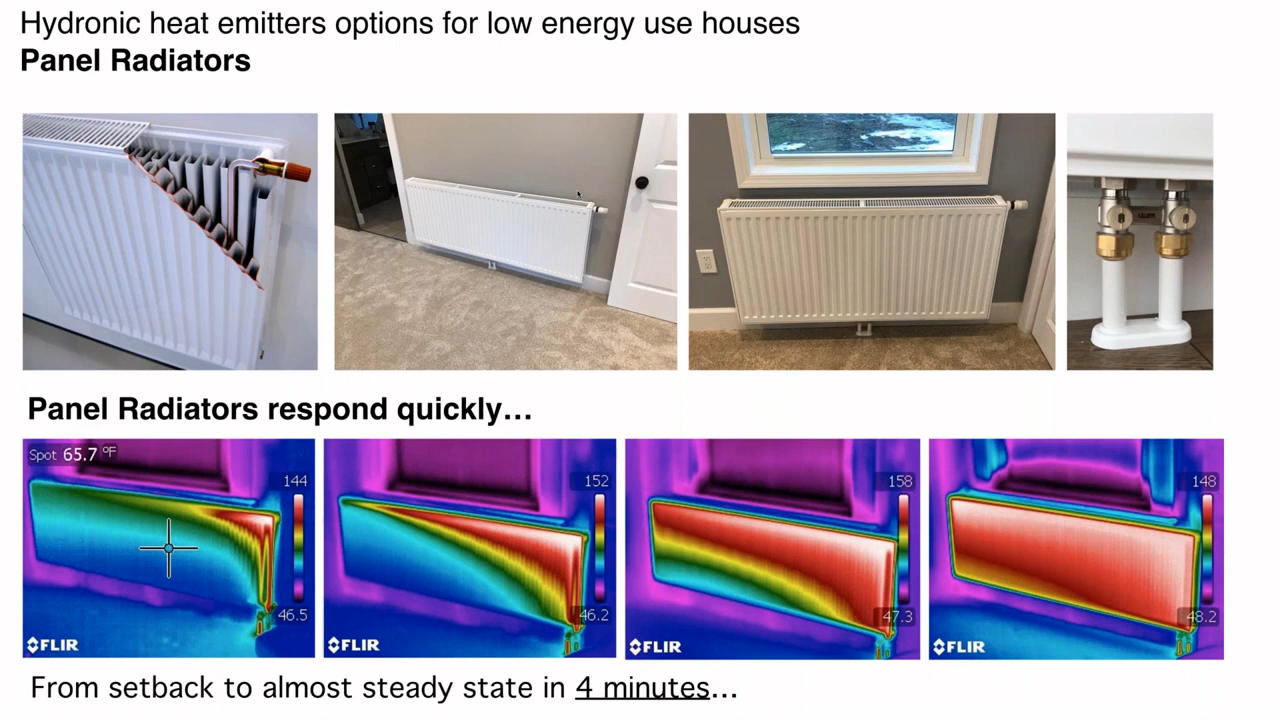 Hydronic heat emitters options for low energy use houses
Panel Radiators
Panel Radiators respond quickly…
Spot 65.7 °F
144
46.5
FLIR
152
46.2
FLIR
158
47.3
FLIR
148
48.2
FLIR
From setback to almost steady state in 4 minutes…